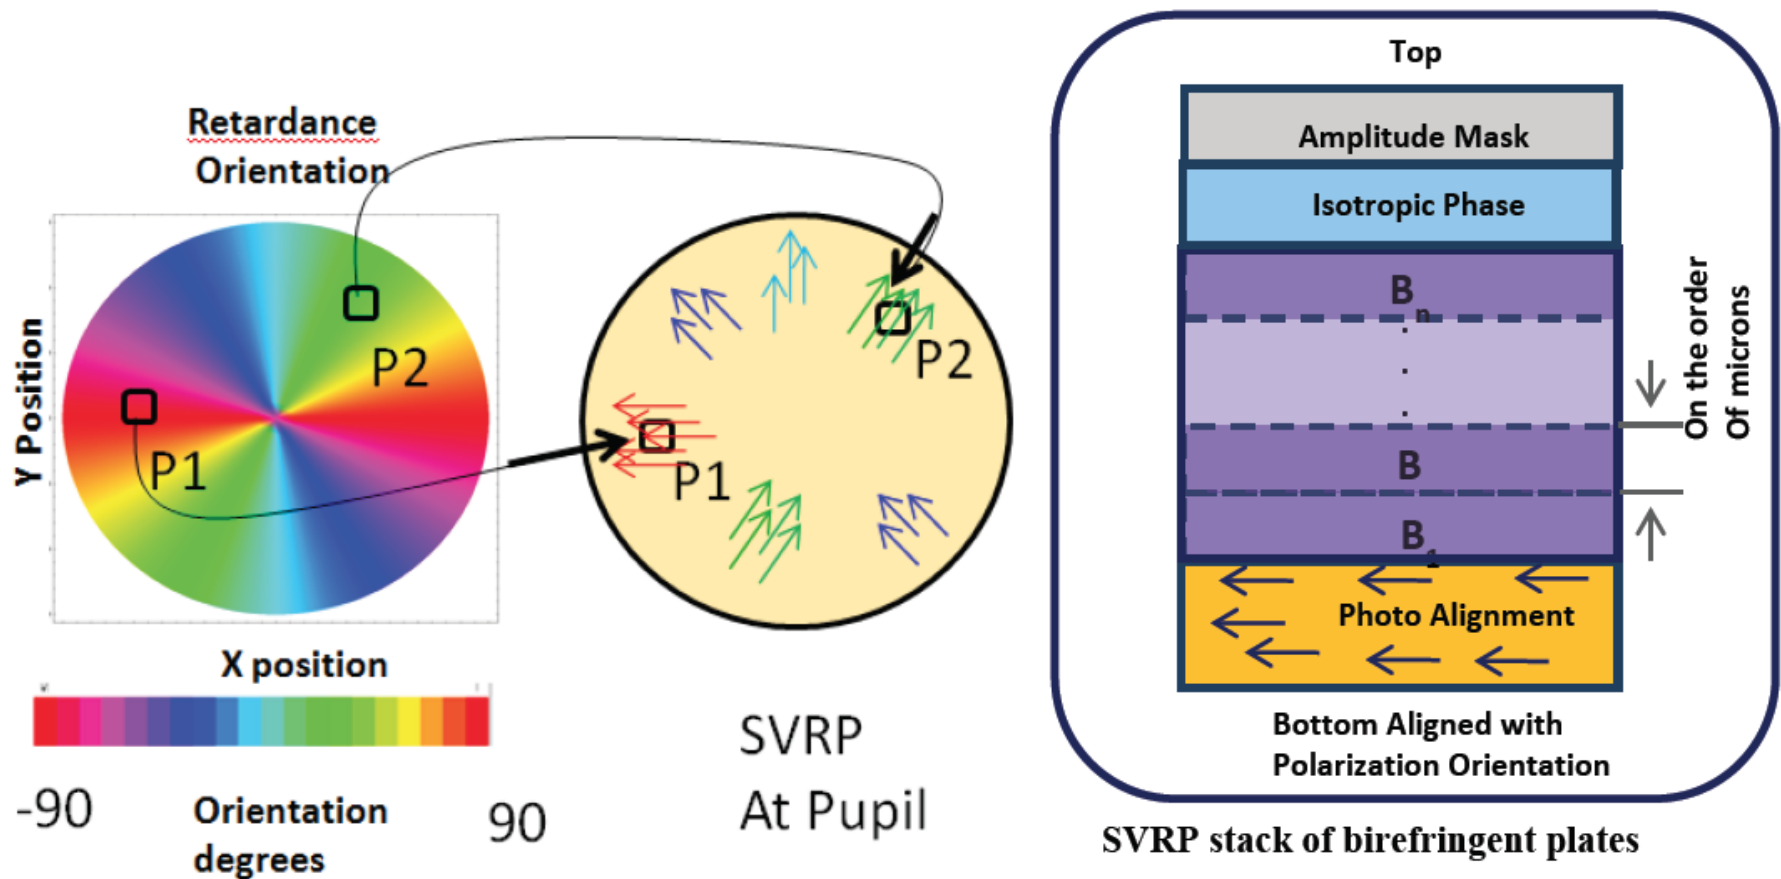 Retardance
Orientation
Y Position
P2
P1
X position
-90
Orientation
degrees
90
P2
P1
SVRP
At Pupil
Top
Amplitude Mask
Isotropic Phase
Bn
.
.
.
B
B1
On the order
Of microns
Photo Alignment
Bottom Aligned with
Polarization Orientation
SVRP stack of birefringent plates